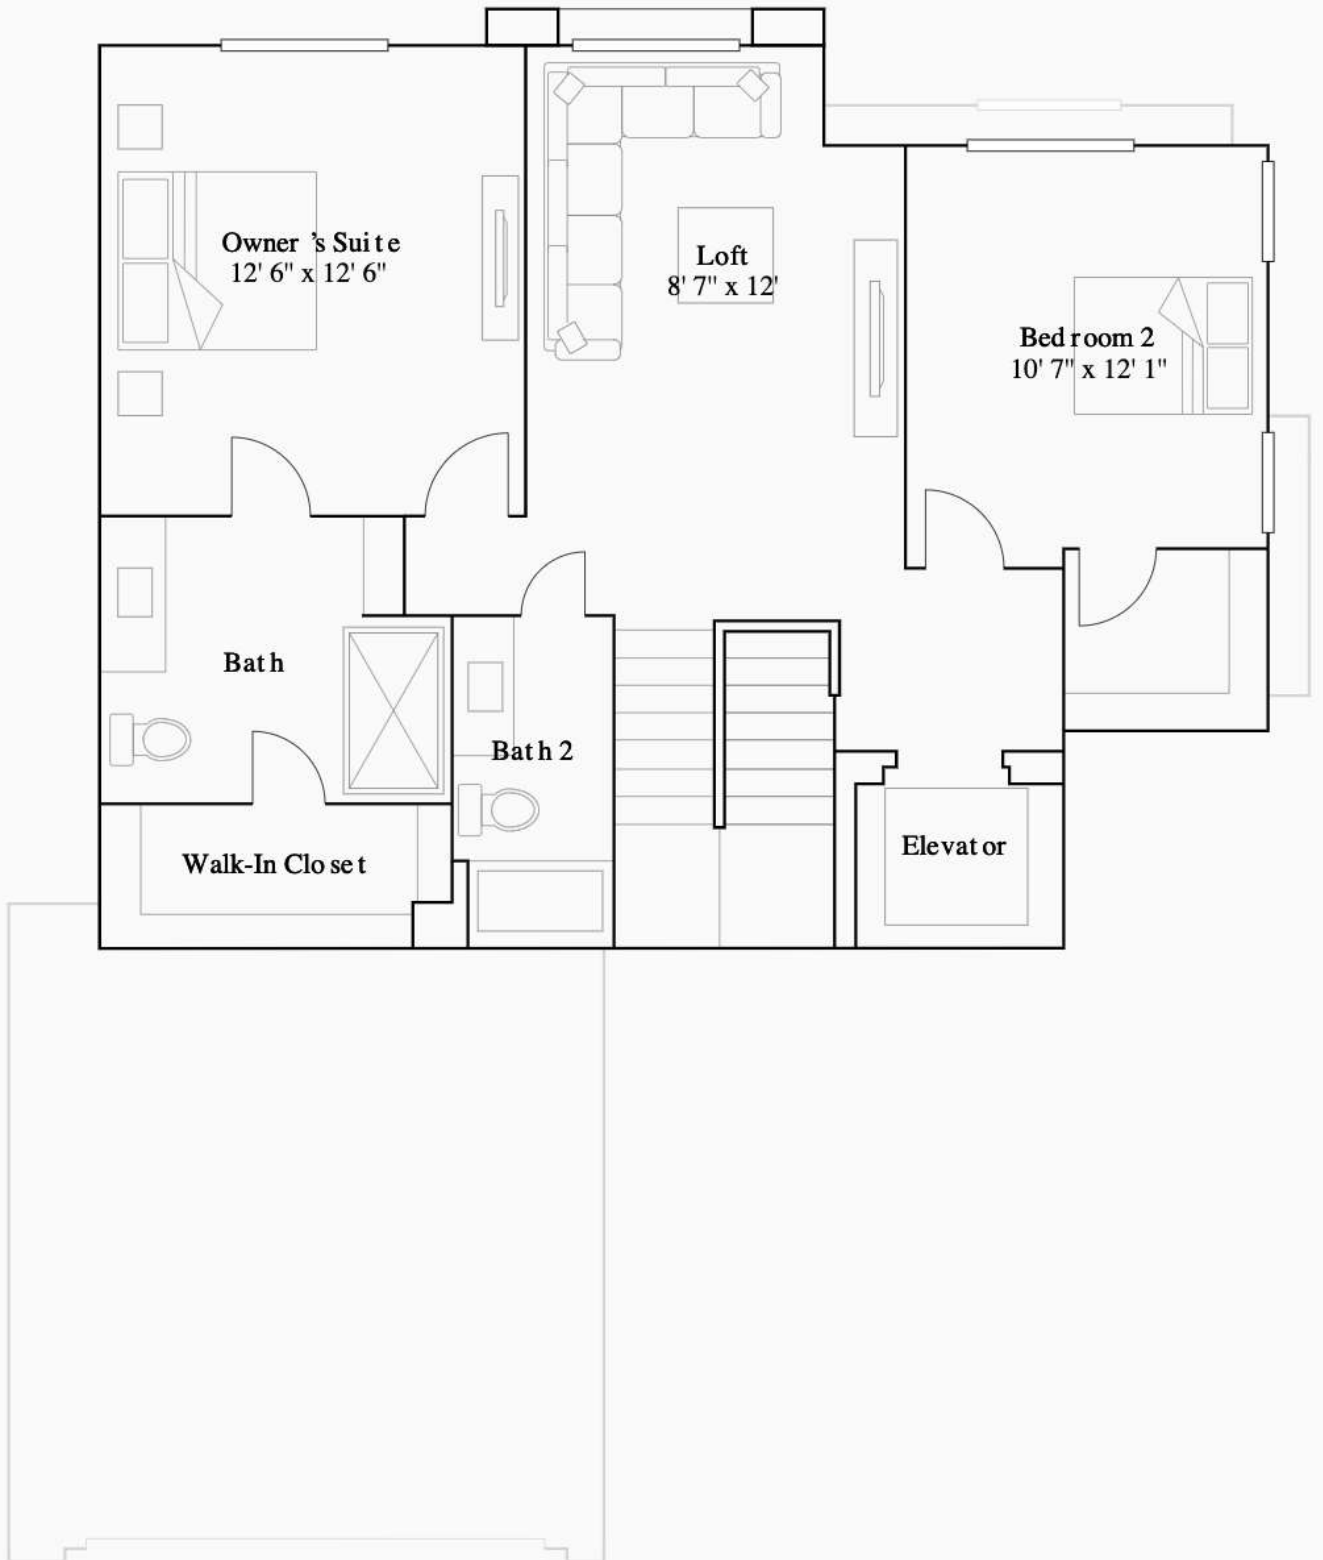 Owner's Suite
12' 6" x 12' 6"
Loft
8' 7" x 12'
Bedroom 2
10' 7" x 12' 1"
Bath
Bath 2
Walk-In Closet
Elevator